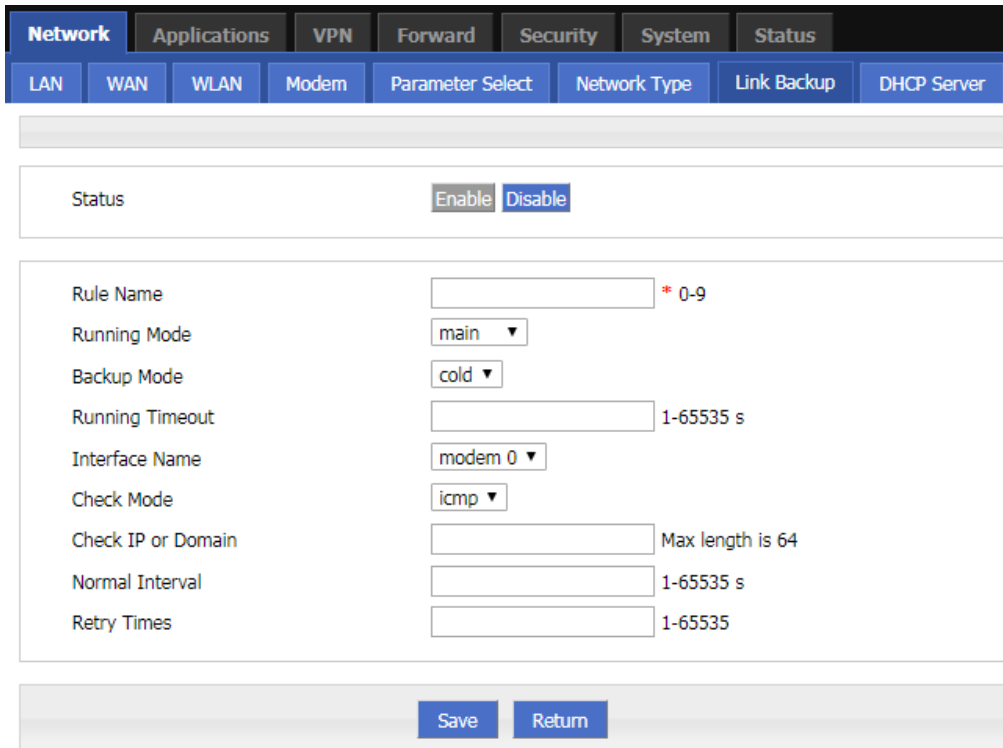 Network Applications VPN Forward Security System Status
LAN WAN WLAN Modem Parameter Select Network Type Link Backup DHCP Server
Status Enable Disable
Rule Name * 0-9
Running Mode main
Backup Mode cold
Running Timeout 1-65535 s
Interface Name modem 0
Check Mode icmp
Check IP or Domain Max length is 64
Normal Interval 1-65535 s
Retry Times 1-65535
Save Return